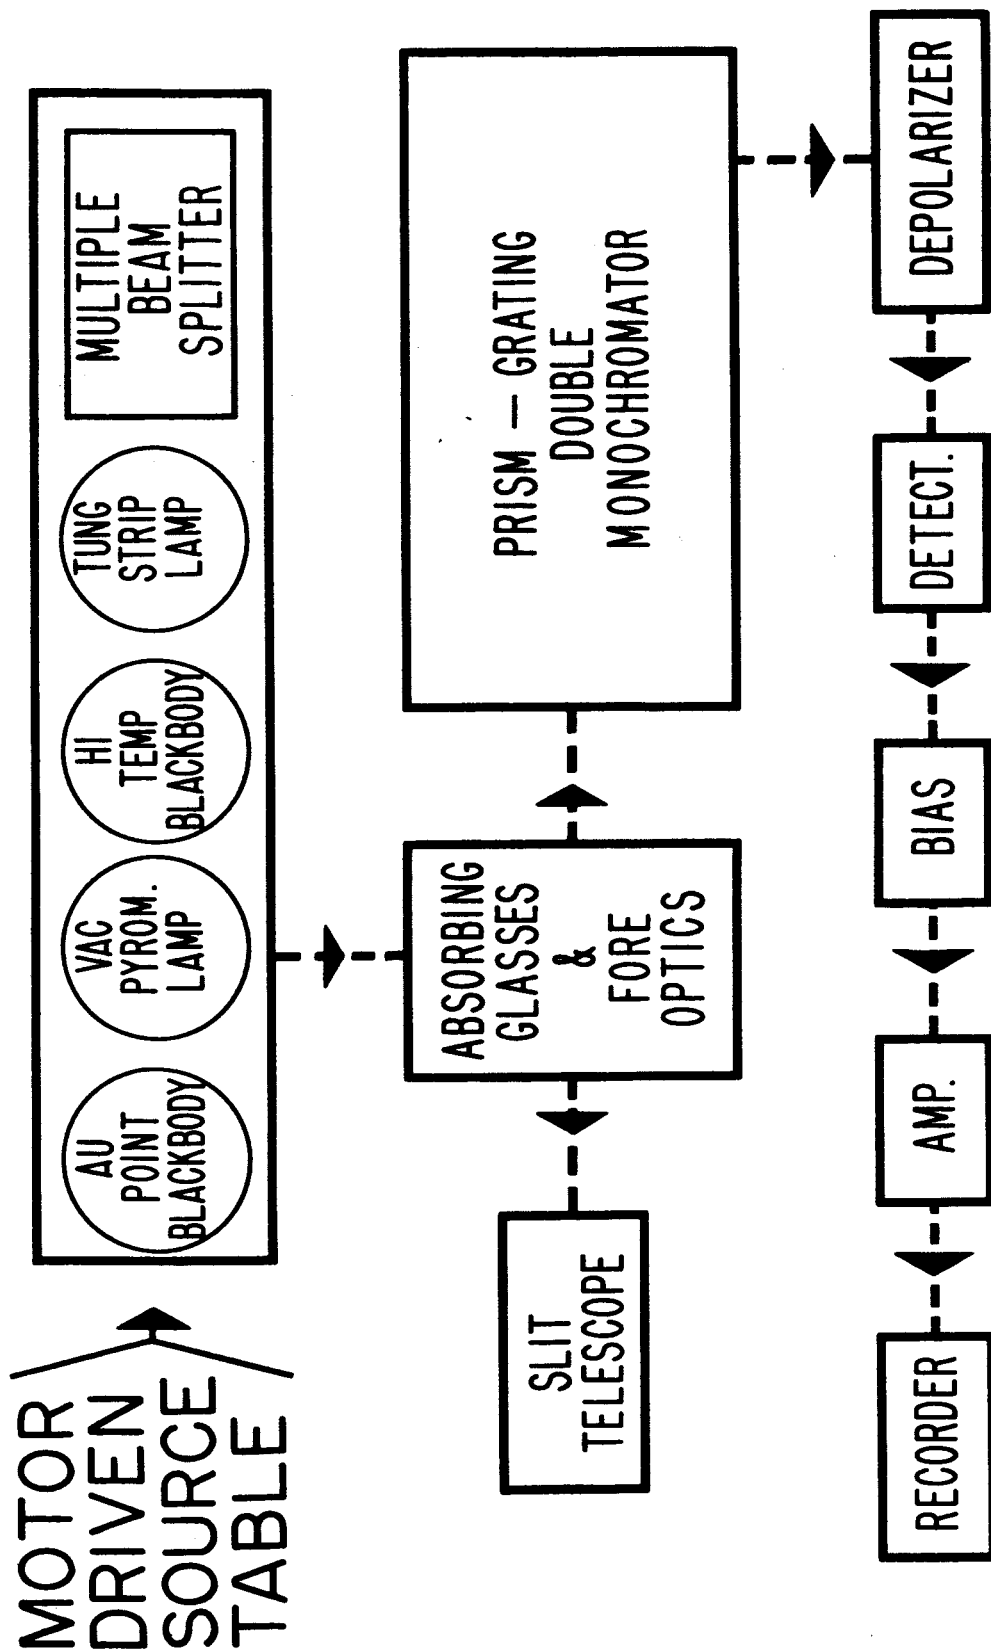 MOTOR
DRIVEN
SOURCE
TABLE
AU
POINT
BLACKBODY
VAC
PYROM.
LAMP
HI
TEMP
BLACKBODY
TUNG
STRIP
LAMP
MULTIPLE
BEAM
SPLITTER
SLIT
TELESCOPE
ABSORBING
GLASSES
&
FORE
OPTICS
PRISM — GRATING
DOUBLE
MONOCHROMATOR
RECORDER
AMP.
BIAS
DETECT.
DEPOLARIZER